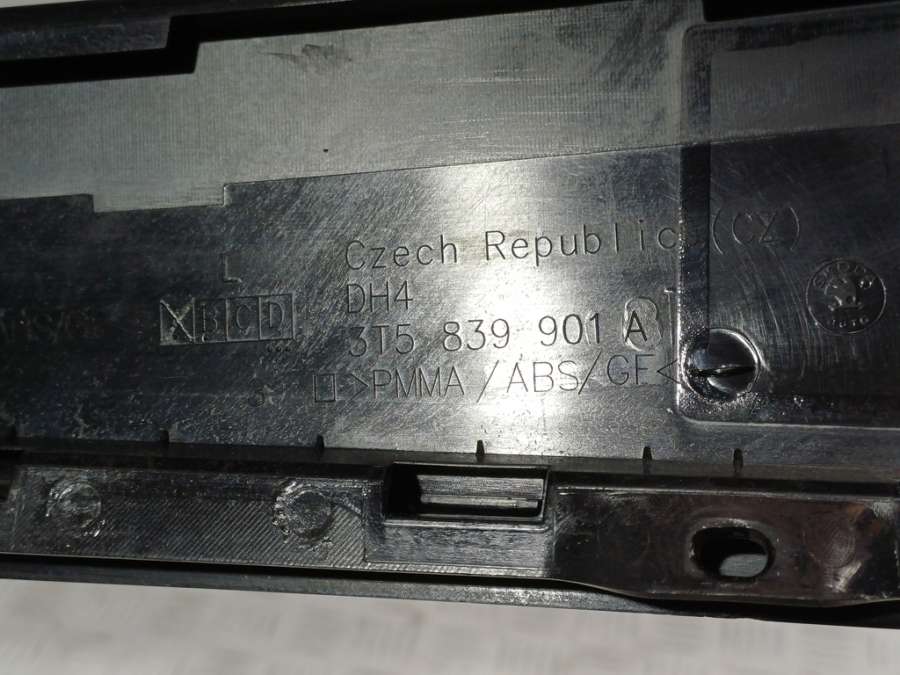 Czech Republic (CZ)
L
DH4
X B C D
3T5 839 901 A
>PMMA/ABS/GF<